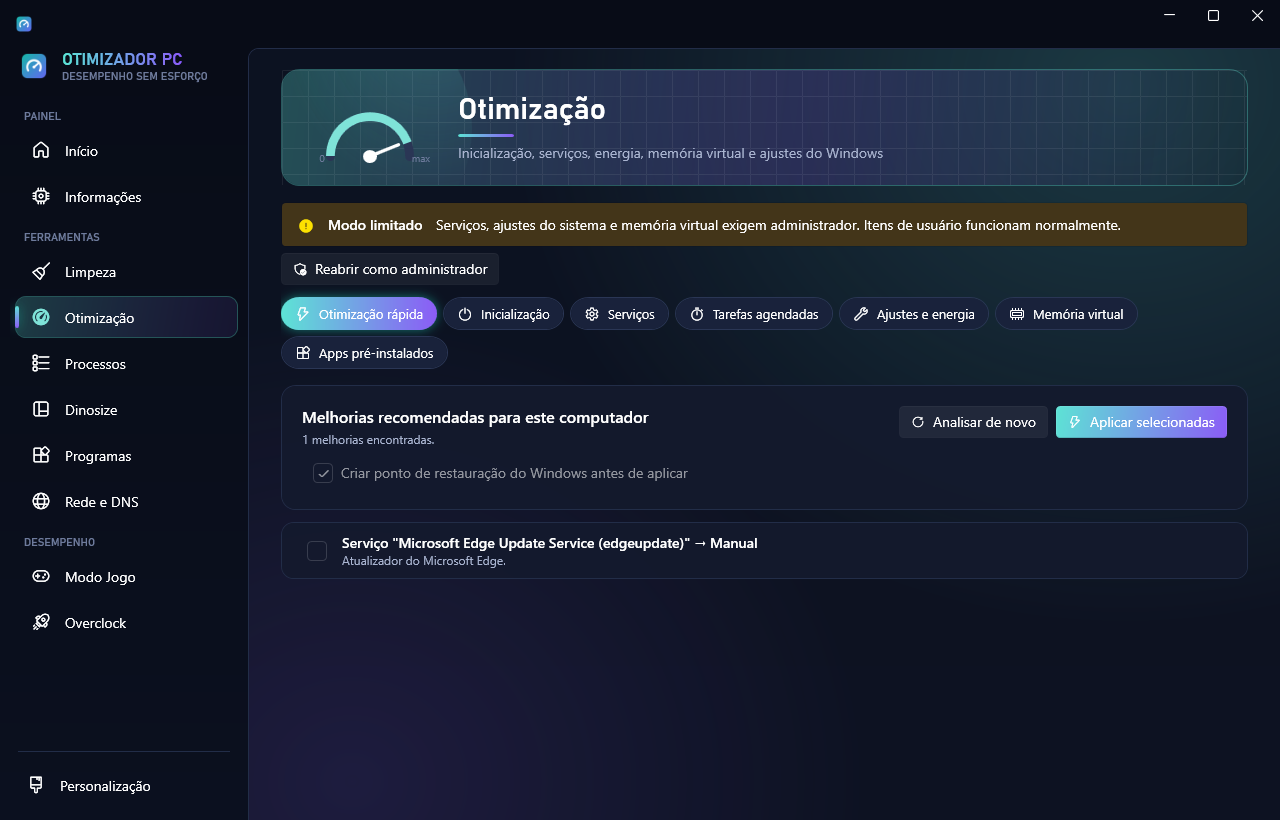 OTIMIZADOR PC
DESEMPENHO SEM ESFORÇO
PAINEL
Início
Informações
FERRAMENTAS
Limpeza
Otimização
Processos
Dinosize
Programas
Rede e DNS
DESEMPENHO
Modo Jogo
Overclock
Personalização
0
max
Otimização
Inicialização, serviços, energia, memória virtual e ajustes do Windows
Modo limitado Serviços, ajustes do sistema e memória virtual exigem administrador. Itens de usuário funcionam normalmente.
Reabrir como administrador
Otimização rápida
Inicialização
Serviços
Tarefas agendadas
Ajustes e energia
Memória virtual
Apps pré-instalados
Melhorias recomendadas para este computador
1 melhorias encontradas.
Analisar de novo
Aplicar selecionadas
Criar ponto de restauração do Windows antes de aplicar
Serviço "Microsoft Edge Update Service (edgeupdate)" → Manual
Atualizador do Microsoft Edge.